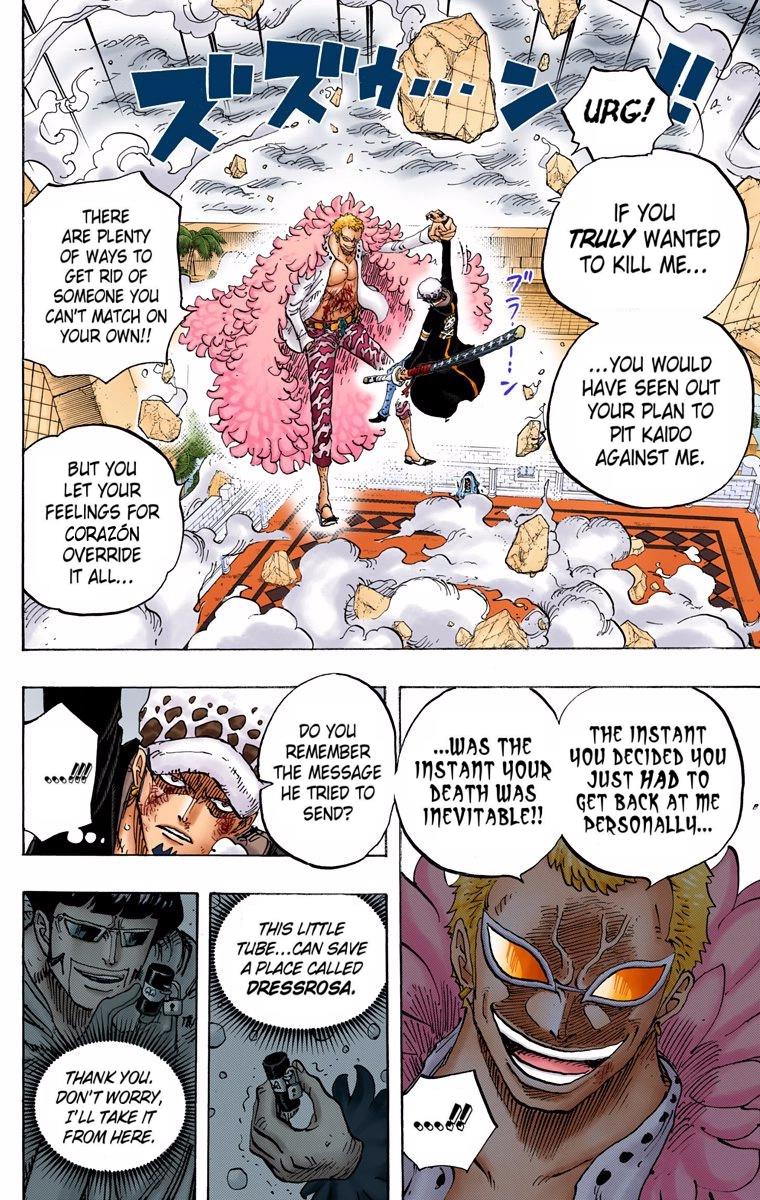 ズズゥ…ン!!
URG!
IF YOU
TRULY WANTED
TO KILL ME...
...YOU WOULD
HAVE SEEN OUT
YOUR PLAN TO
PIT KAIDO
AGAINST ME.
ブラーーン
THERE
ARE PLENTY
OF WAYS TO
GET RID OF
SOMEONE YOU
CAN'T MATCH ON
YOUR OWN!!
BUT YOU
LET YOUR
FEELINGS FOR
CORAZÓN
OVERRIDE
IT ALL...
THE INSTANT
YOU DECIDED YOU
JUST HAD TO
GET BACK AT ME
PERSONALLY...
...WAS THE
INSTANT YOUR
DEATH WAS
INEVITABLE!!
...!!
DO YOU
REMEMBER
THE MESSAGE
HE TRIED TO
SEND?
...!!!
THIS LITTLE
TUBE...CAN SAVE
A PLACE CALLED
DRESSROSA.
THANK YOU.
DON'T WORRY,
I'LL TAKE IT
FROM HERE.